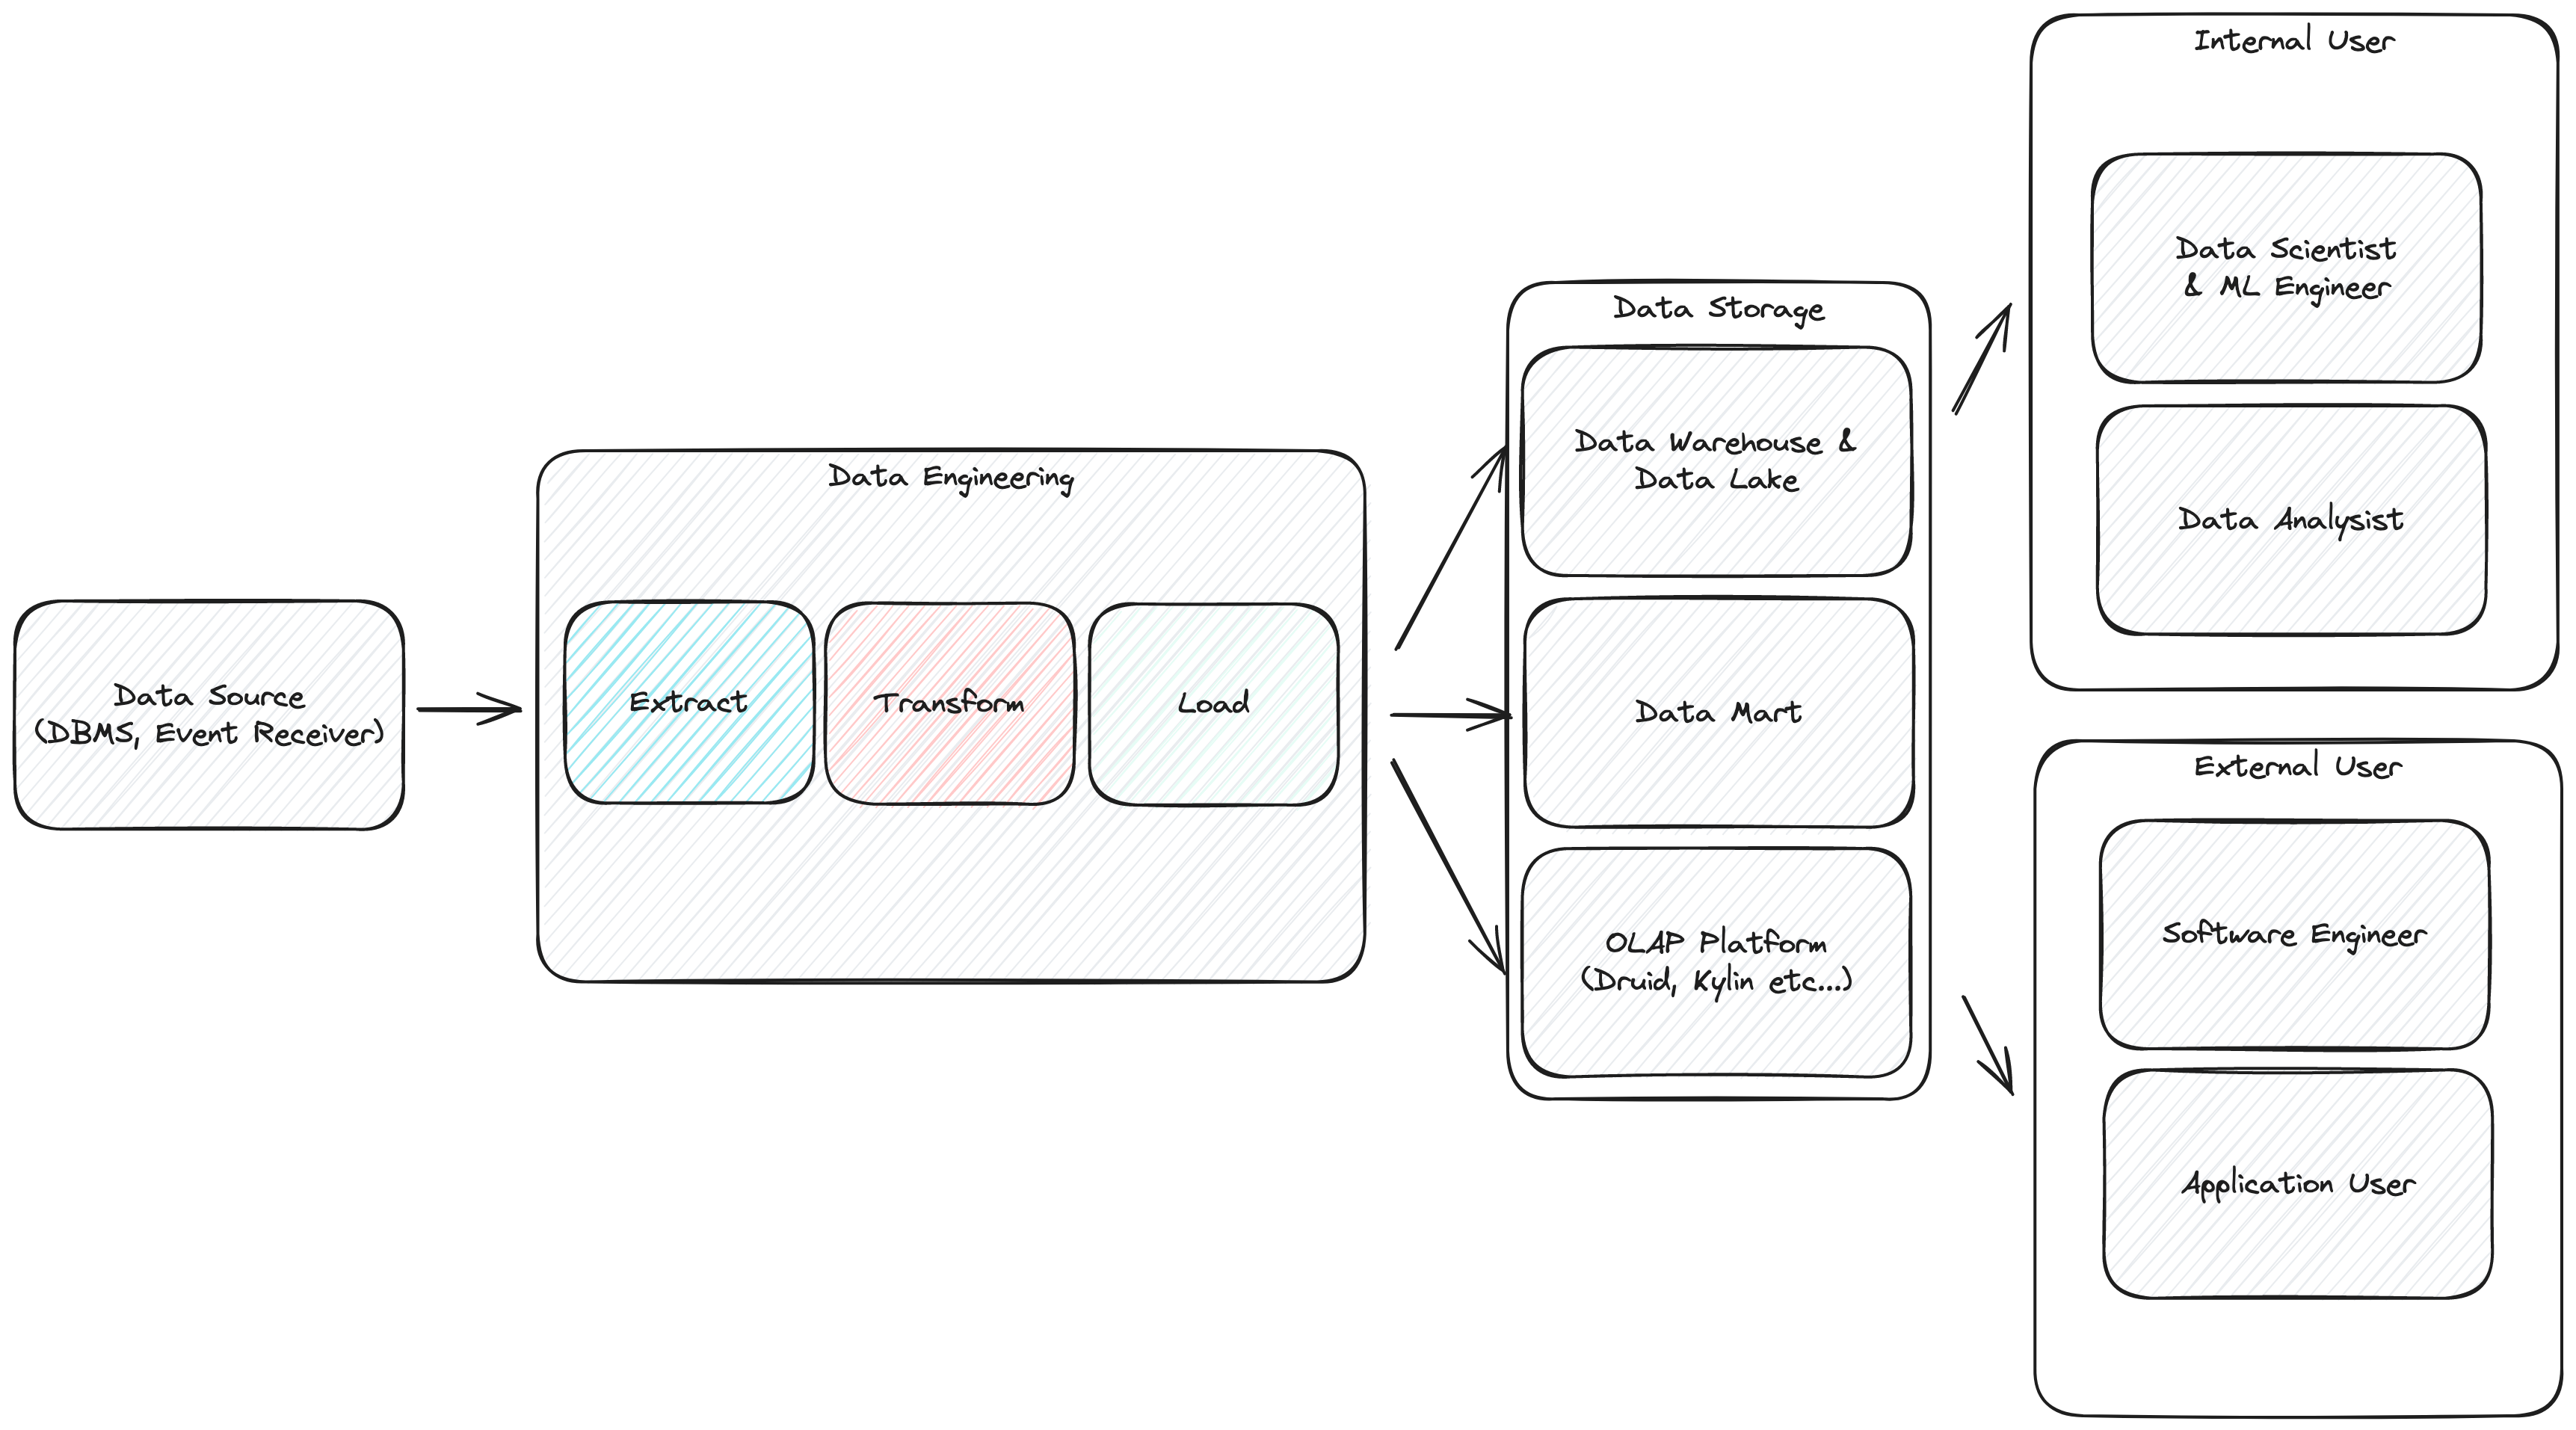 Data Source
(DBMS, Event Receiver)
Data Engineering
Extract
Transform
Load
Data Storage
Data Warehouse &
Data Lake
Data Mart
OLAP Platform
(Druid, Kylin etc...)
Internal User
Data Scientist
& ML Engineer
Data Analysist
External User
Software Engineer
Application User